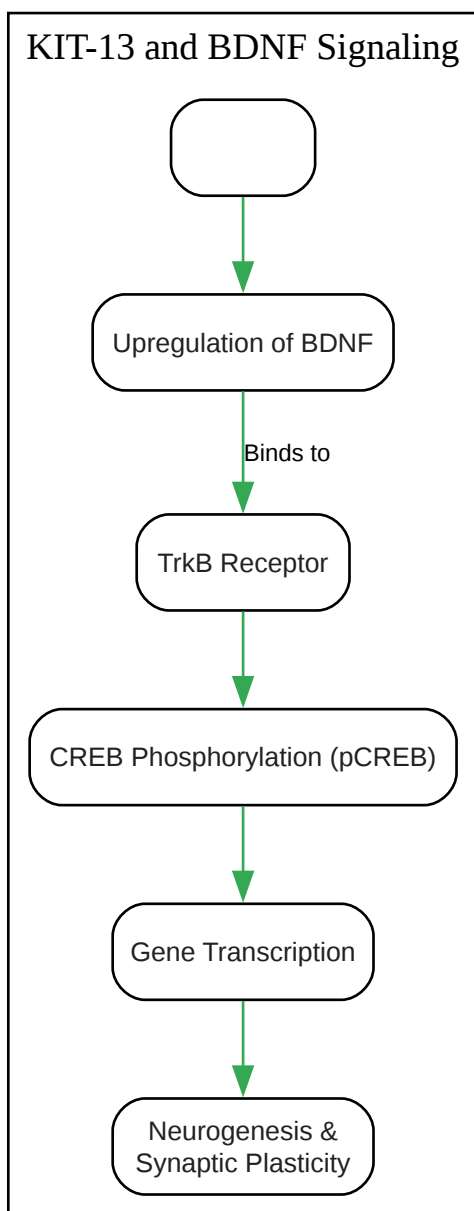 KIT-13 and BDNF Signaling
Upregulation of BDNF
Binds to
TrkB Receptor
CREB Phosphorylation (pCREB)
Gene Transcription
Neurogenesis &
Synaptic Plasticity